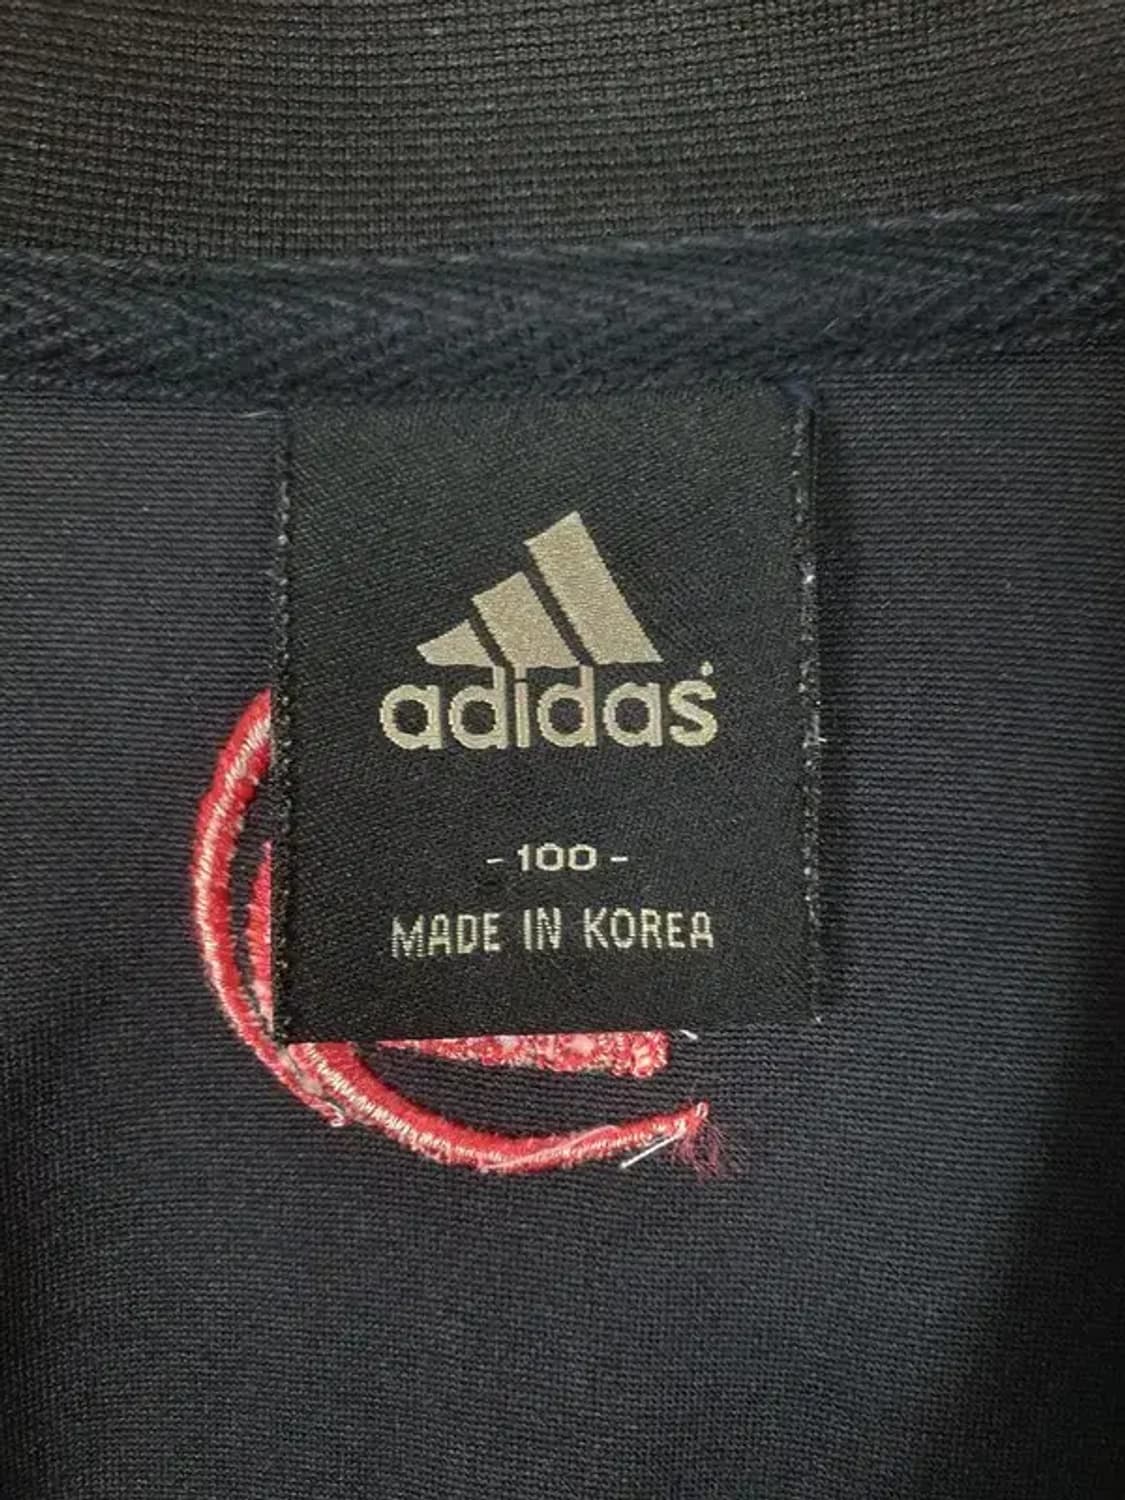 adidas
- 100 -
MADE IN KOREA